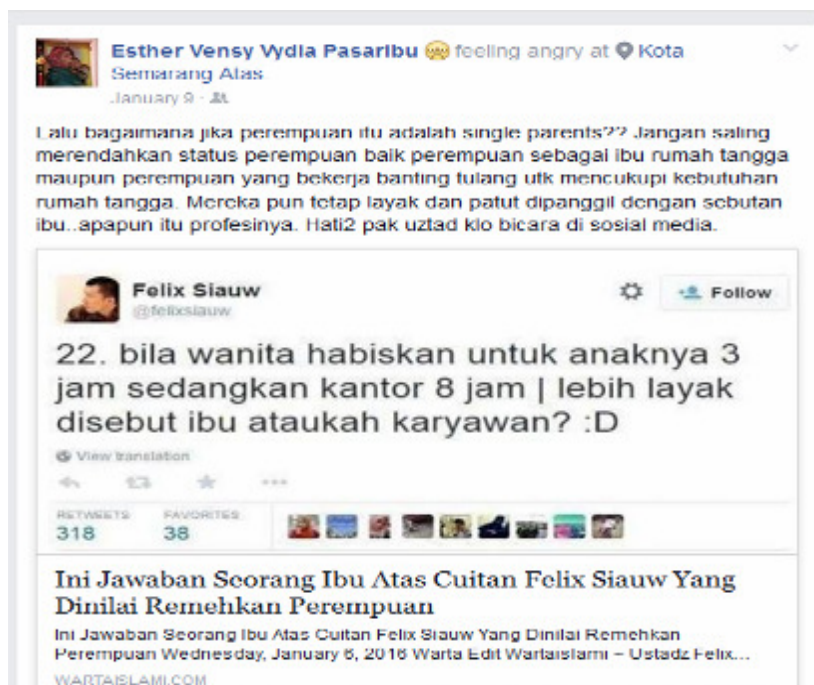 Esther Vensy Vydia Pasaribu feeling angry at Kota
Semarang Atas
January 9
Lalu bagaimana jika perempuan itu adalah single parents?? Jangan saling
merendahkan status perempuan baik perempuan sebagai ibu rumah tangga
maupun perempuan yang bekerja banting tulang utk mencukupi kebutuhan
rumah tangga. Mereka pun tetap layak dan patut dipanggil dengan sebutan
ibu..apapun itu profesinya. Hati2 pak uztad klo bicara di sosial media.
Felix Siauw
@felixsiauw
Follow
22. bila wanita habiskan untuk anaknya 3
jam sedangkan kantor 8 jam | lebih layak
disebut ibu ataukah karyawan? :D
View translation
RETWEETS FAVORITES
318 38
Ini Jawaban Seorang Ibu Atas Cuitan Felix Siauw Yang
Dinilai Remehkan Perempuan
Ini Jawaban Seorang Ibu Atas Cuitan Felix Siauw Yang Dinilai Remehkan
Perempuan Wednesday, January 6, 2016 Warta Edit Wartaislami – Ustadz Felix...
WARTAISLAMI.COM